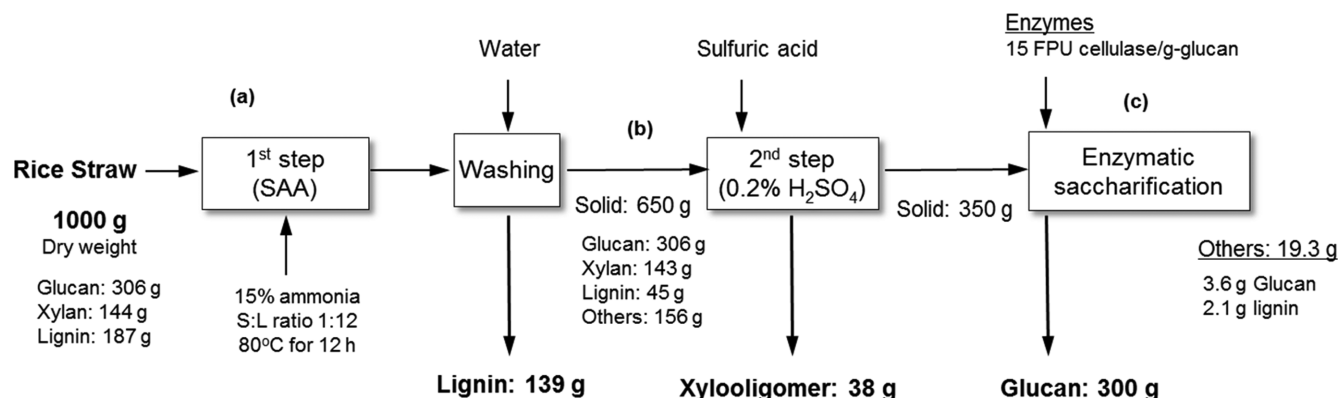 Enzymes
15 FPU cellulase/g-glucan
Water
Sulfuric acid
(a)
(b)
(c)
Rice Straw
1st step
(SAA)
Washing
2nd step
(0.2% H2SO4)
Enzymatic
saccharification
1000 g
Dry weight
Glucan: 306 g
Xylan: 144 g
Lignin: 187 g
15% ammonia
S:L ratio 1:12
80oC for 12 h
Solid: 650 g
Glucan: 306 g
Xylan: 143 g
Lignin: 45 g
Others: 156 g
Solid: 350 g
Others: 19.3 g
3.6 g Glucan
2.1 g lignin
Lignin: 139 g
Xylooligomer: 38 g
Glucan: 300 g